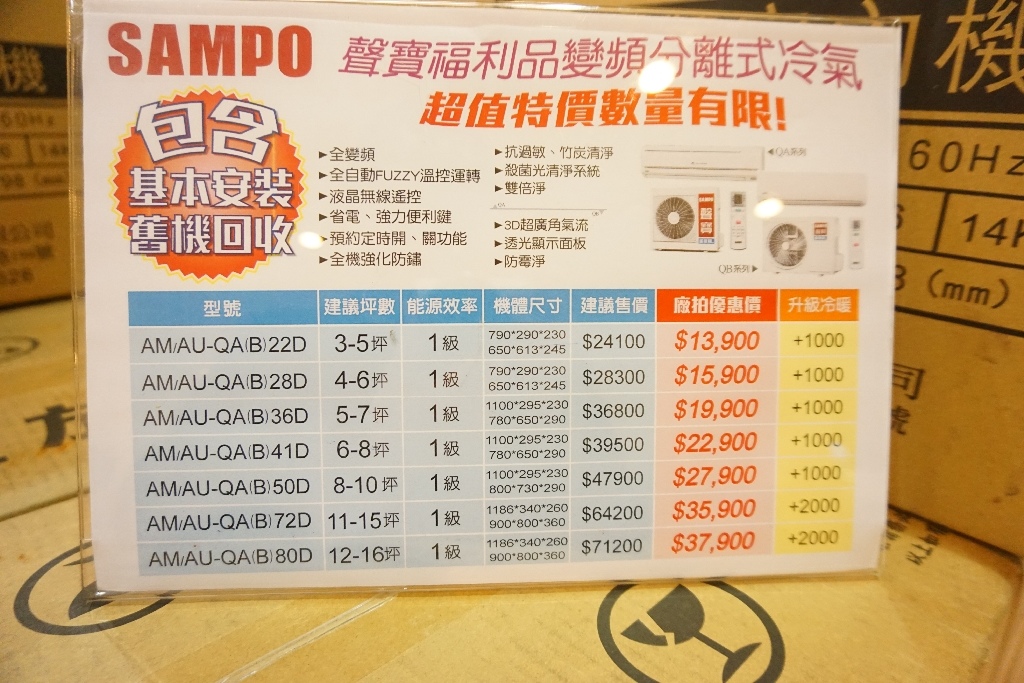 SAMPO 聲寶福利品變頻分離式冷氣
超值特價數量有限!
包含
基本安裝
舊機回收
▶全變頻
▶全自動FUZZY溫控運轉
▶液晶無線遙控
▶省電、強力便利鍵
▶預約定時開、關功能
▶全機強化防鏽
▶抗過敏、竹炭清淨
▶殺菌光清淨系統
▶雙倍淨
▶3D超廣角氣流
▶透光顯示面板
▶防霉淨
◀QA系列
SAMPO
聲寶
QB系列▶
型號 建議坪數 能源效率 機體尺寸 建議售價 廠拍優惠價 升級冷暖
AM/AU-QA(B)22D 3-5坪 1級 790*290*230 650*613*245 $24100 $13,900 +1000
AM/AU-QA(B)28D 4-6坪 1級 790*290*230 650*613*245 $28300 $15,900 +1000
AM/AU-QA(B)36D 5-7坪 1級 1100*295*230 780*650*290 $36800 $19,900 +1000
AM/AU-QA(B)41D 6-8坪 1級 1100*295*230 780*650*290 $39500 $22,900 +1000
AM/AU-QA(B)50D 8-10坪 1級 1100*295*230 800*730*290 $47900 $27,900 +1000
AM/AU-QA(B)72D 11-15坪 1級 1186*340*260 900*800*360 $64200 $35,900 +2000
AM/AU-QA(B)80D 12-16坪 1級 1186*340*260 900*800*360 $71200 $37,900 +2000
機
60Hz
機
60Hz
14
(mm)
司
號